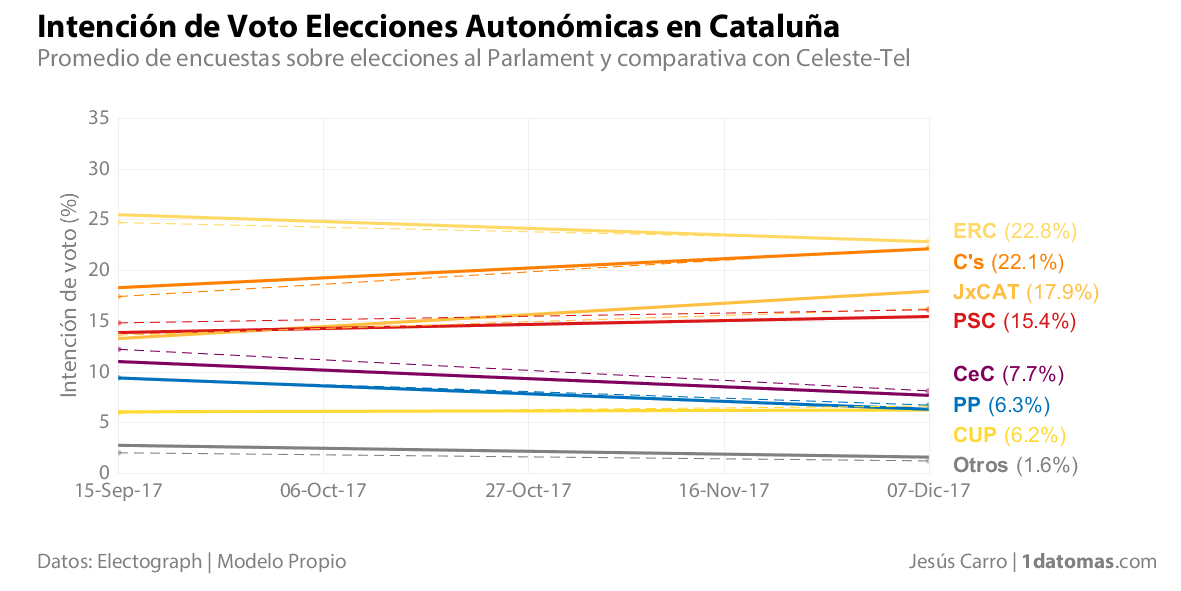 Intención de Voto Elecciones Autonómicas en Cataluña
Promedio de encuestas sobre elecciones al Parlament y comparativa con Celeste-Tel
Intención de voto (%)
35
30
25
20
15
10
5
0
15-Sep-17
06-Oct-17
27-Oct-17
16-Nov-17
07-Dic-17
ERC (22.8%)
C's (22.1%)
JxCAT (17.9%)
PSC (15.4%)
CeC (7.7%)
PP (6.3%)
CUP (6.2%)
Otros (1.6%)
Datos: Electograph | Modelo Propio
Jesús Carro | 1datomas.com